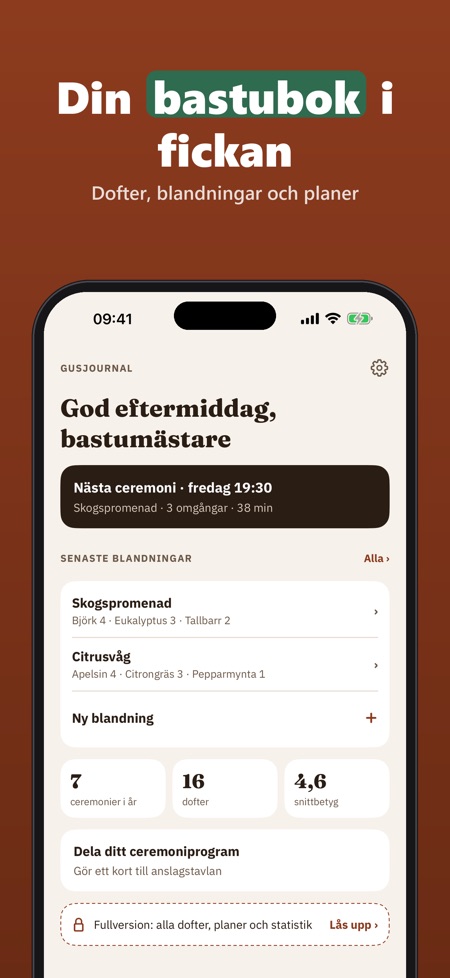 Din bastubok i
fickan
Dofter, blandningar och planer
09:41
GUSJOURNAL
God eftermiddag,
bastumästare
Nästa ceremoni · fredag 19:30
Skogspromenad · 3 omgångar · 38 min
SENASTE BLANDNINGAR
Alla ›
Skogspromenad
Björk 4 · Eukalyptus 3 · Tallbarr 2
›
Citrusvåg
Apelsin 4 · Citrongräs 3 · Pepparmynta 1
›
Ny blandning
+
7
ceremonier i år
16
dofter
4,6
snittbetyg
Dela ditt ceremoniprogram
Gör ett kort till anslagstavlan
Fullversion: alla dofter, planer och statistik
Lås upp ›